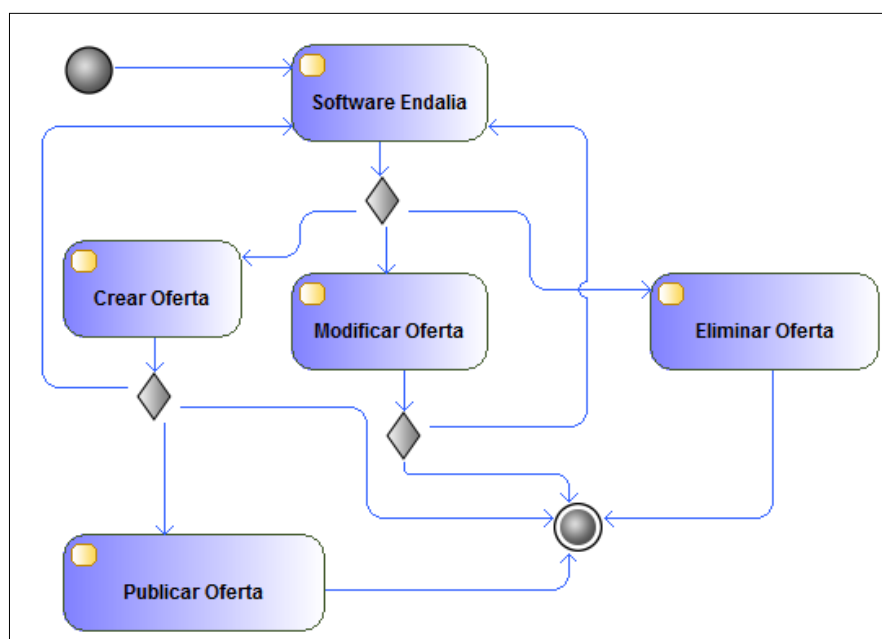 Software Endalia
Crear Oferta
Modificar Oferta
Eliminar Oferta
Publicar Oferta